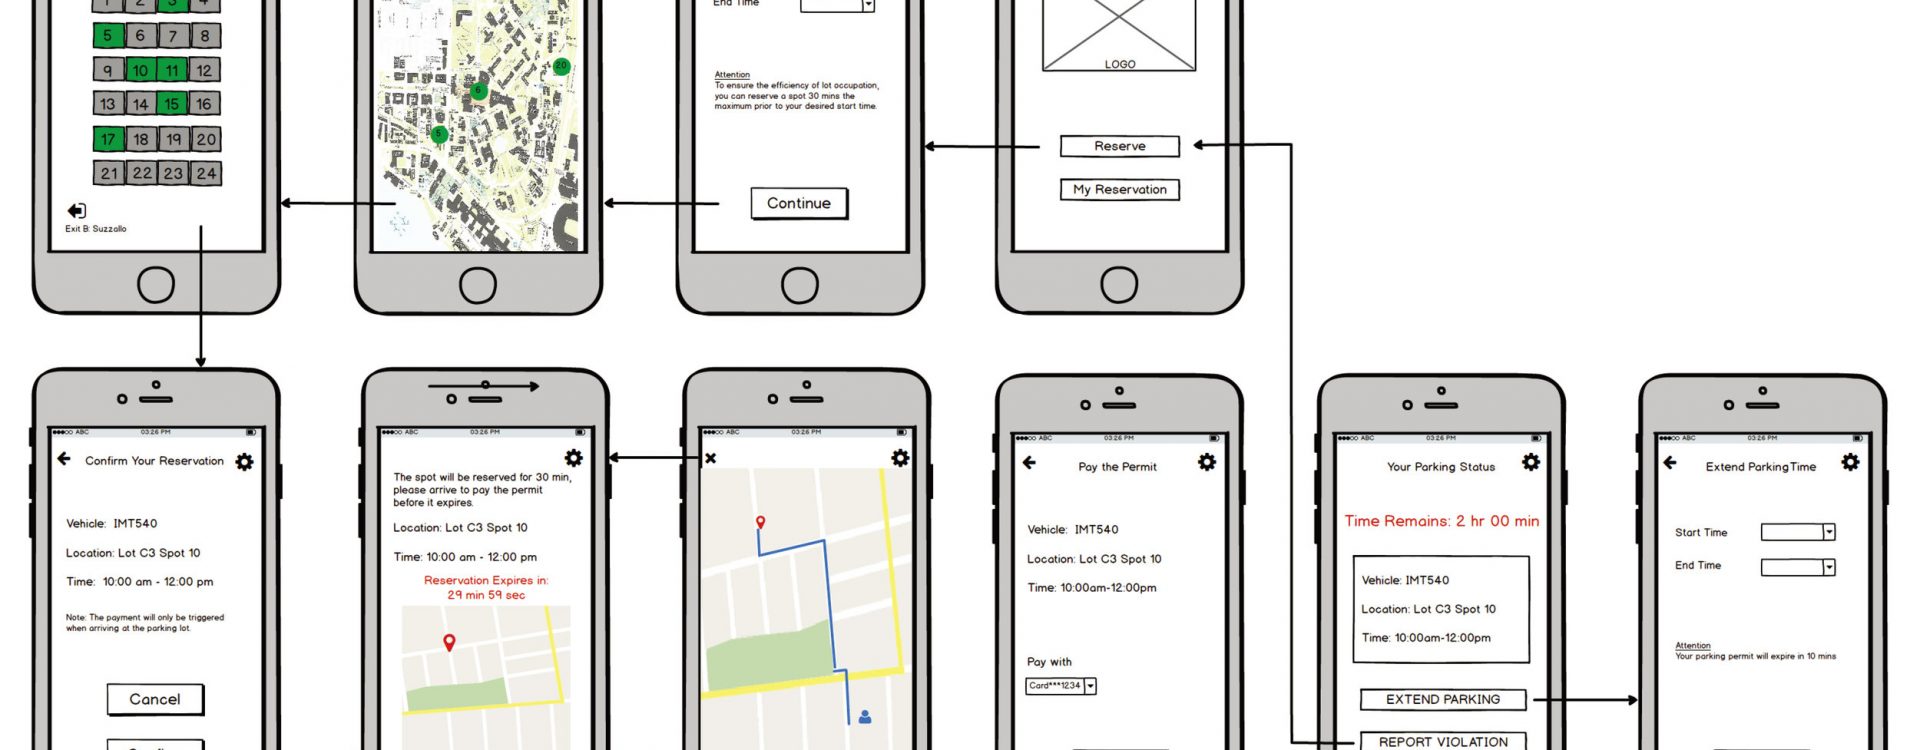 1 2 3 4
5 6 7 8
9 10 11 12
13 14 15 16
17 18 19 20
21 22 23 24
Exit B: Suzzallo
20
6
5
End Time
Attention
To ensure the efficiency of lot occupation,
you can reserve a spot 30 mins the
maximum prior to your desired start time.
Continue
LOGO
Reserve
My Reservation
ABC 03:26 PM
Confirm Your Reservation
Vehicle: IMT540
Location: Lot C3 Spot 10
Time: 10:00 am - 12:00 pm
Note: The payment will only be triggered
when arriving at the parking lot.
Cancel
ABC 03:26 PM
The spot will be reserved for 30 min,
please arrive to pay the permit
before it expires.
Location: Lot C3 Spot 10
Time: 10:00 am - 12:00 pm
Reservation Expires in:
29 min 59 sec
ABC 03:26 PM
ABC 03:26 PM
Pay the Permit
Vehicle: IMT540
Location: Lot C3 Spot 10
Time: 10:00am-12:00pm
Pay with
Card***1234
ABC 03:26 PM
Your Parking Status
Time Remains: 2 hr 00 min
Vehicle: IMT540
Location: Lot C3 Spot 10
Time: 10:00am-12:00pm
EXTEND PARKING
REPORT VIOLATION
ABC 03:26 PM
Extend Parking Time
Start Time
End Time
Attention
Your parking permit will expire in 10 mins